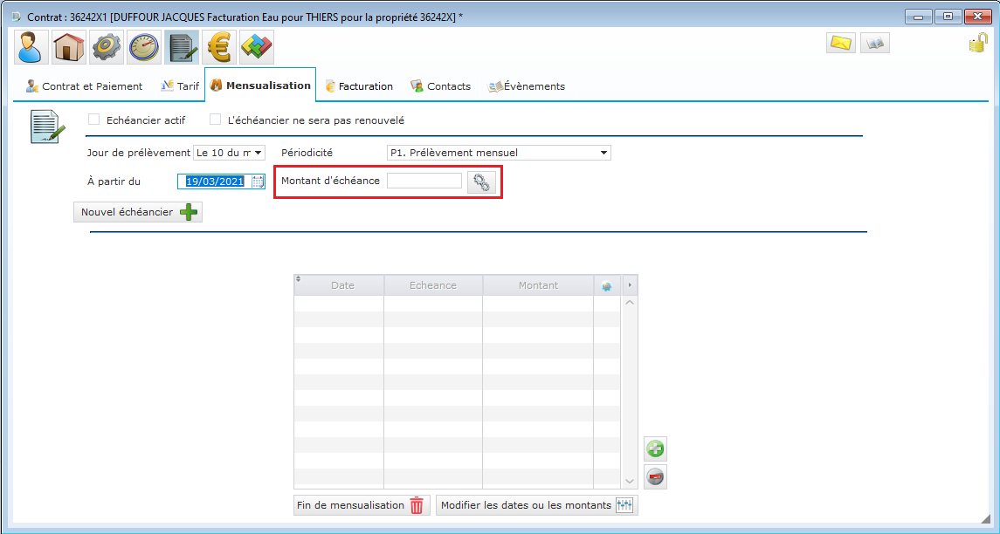 Contrat : 36242X1 [DUFFOUR JACQUES Facturation Eau pour THIERS pour la propriété 36242X] *
Contrat et Paiement Tarif Mensualisation Facturation Contacts Évènements
Echéancier actif L'échéancier ne sera pas renouvelé
Jour de prélèvement Le 10 du m Périodicité P1. Prélèvement mensuel
À partir du 19/03/2021 Montant d'échéance
Nouvel échéancier
Date Echeance Montant
Fin de mensualisation Modifier les dates ou les montants